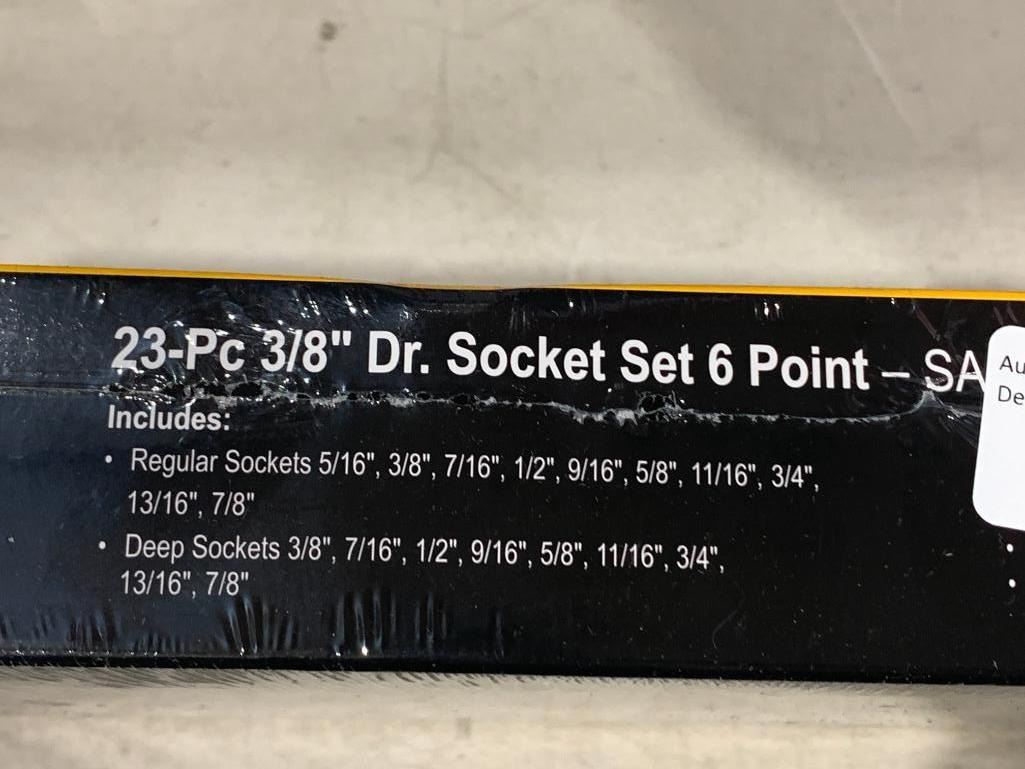 23-Pc 3/8" Dr. Socket Set 6 Point – SA
Includes:
• Regular Sockets 5/16", 3/8", 7/16", 1/2", 9/16", 5/8", 11/16", 3/4",
13/16", 7/8"
• Deep Sockets 3/8", 7/16", 1/2", 9/16", 5/8", 11/16", 3/4",
13/16", 7/8"
Au
De
•
•